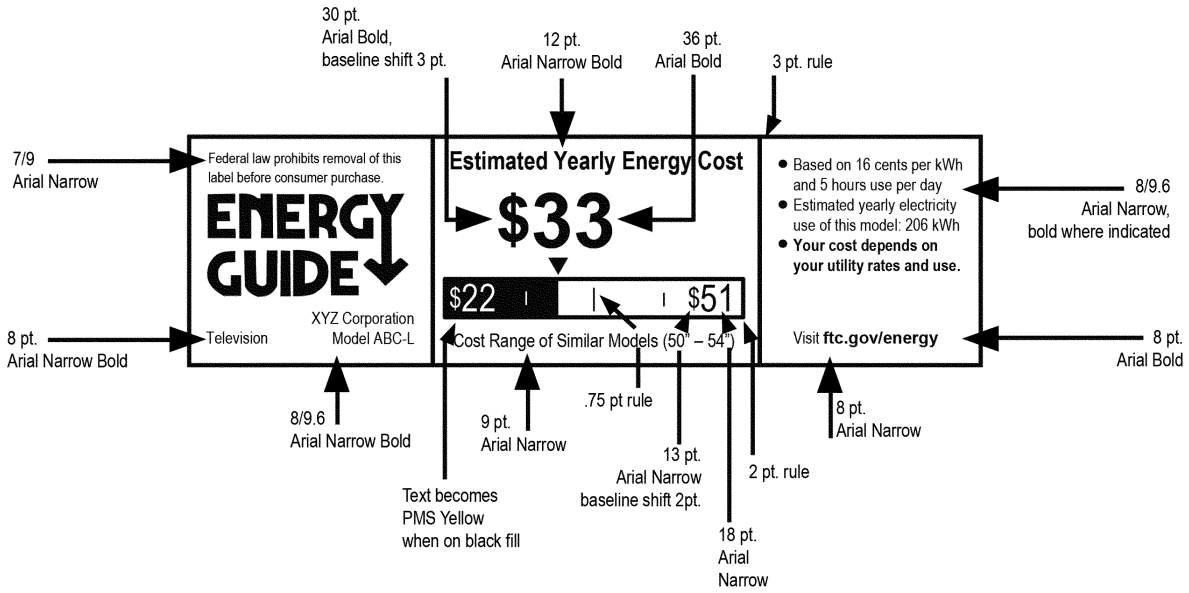 30 pt.
Arial Bold,
baseline shift 3 pt.
12 pt.
Arial Narrow Bold
36 pt.
Arial Bold
3 pt. rule
7/9
Arial Narrow
Federal law prohibits removal of this
label before consumer purchase.
ENERGY
GUIDE
Television
XYZ Corporation
Model ABC-L
Estimated Yearly Energy Cost
$33
$22
$51
Cost Range of Similar Models (50” – 54”)
● Based on 16 cents per kWh
and 5 hours use per day
● Estimated yearly electricity
use of this model: 206 kWh
● Your cost depends on
your utility rates and use.
Visit ftc.gov/energy
8/9.6
Arial Narrow,
bold where indicated
8 pt.
Arial Narrow Bold
8 pt.
Arial Bold
8/9.6
Arial Narrow Bold
9 pt.
Arial Narrow
.75 pt rule
8 pt.
Arial Narrow
13 pt.
Arial Narrow
baseline shift 2pt.
2 pt. rule
Text becomes
PMS Yellow
when on black fill
18 pt.
Arial
Narrow